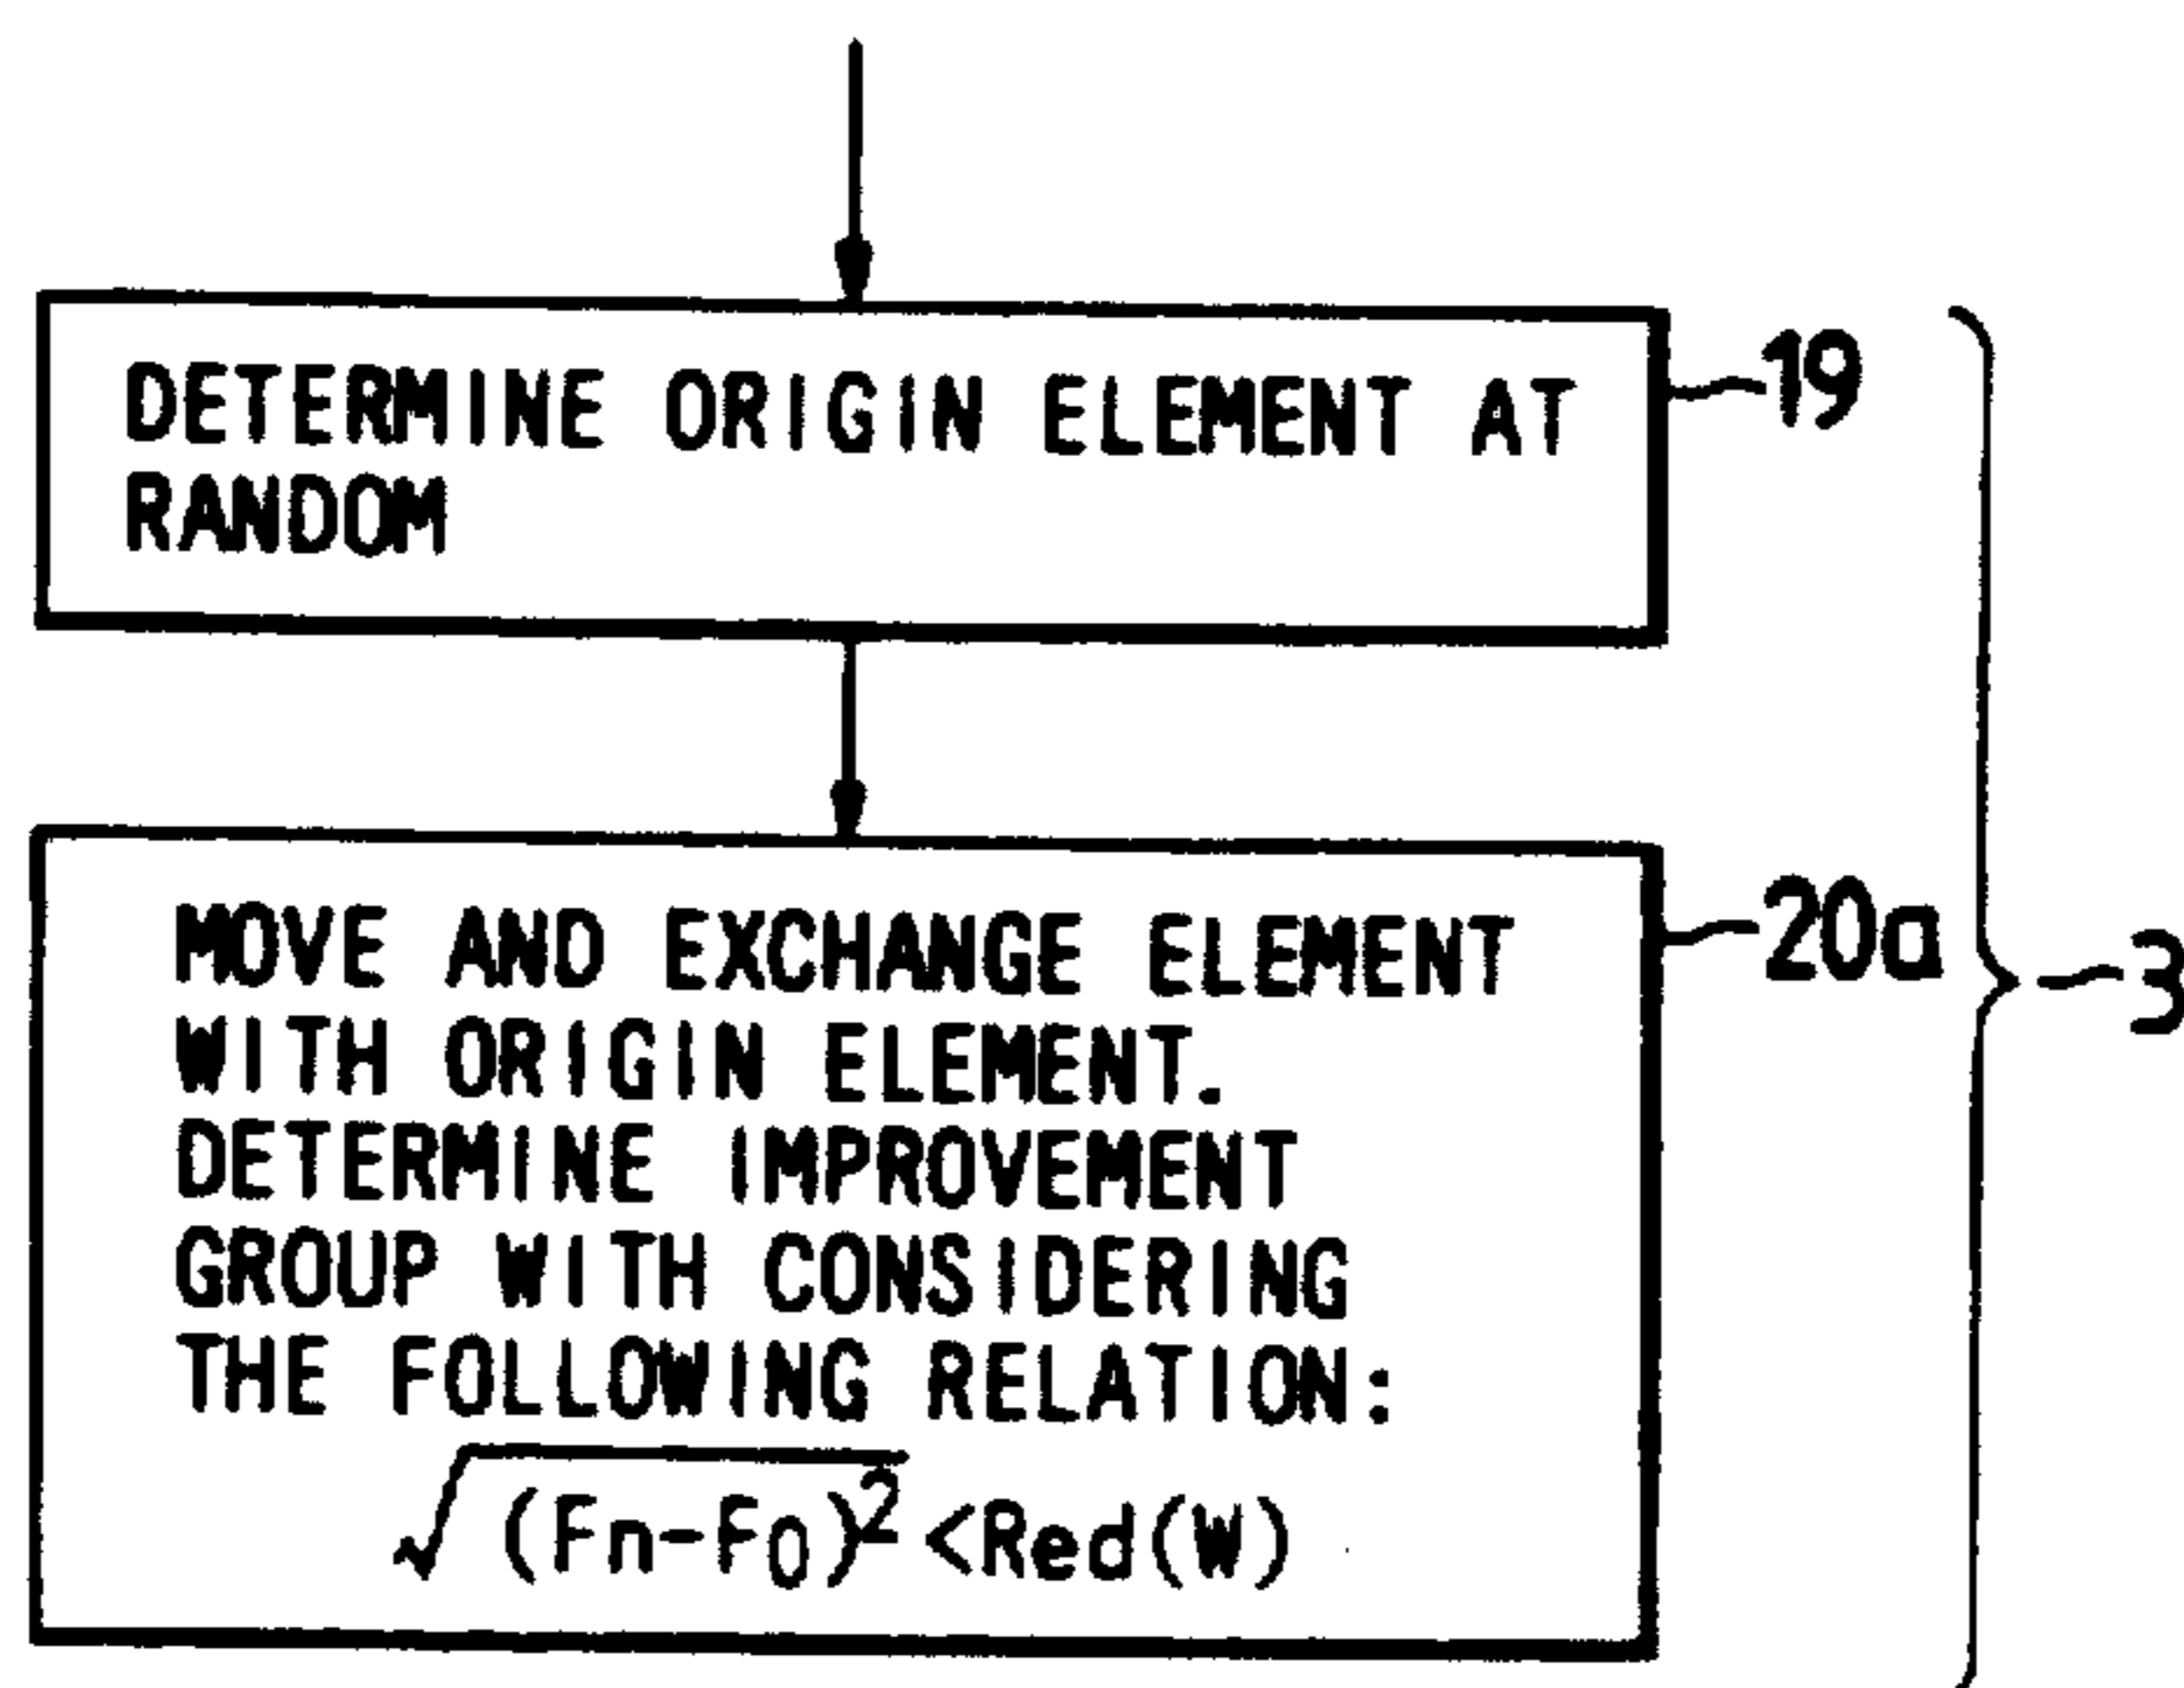 DETERMINE ORIGIN ELEMENT AT
RANDOM
19
MOVE AND EXCHANGE ELEMENT
WITH ORIGIN ELEMENT.
DETERMINE IMPROVEMENT
GROUP WITH CONSIDERING
THE FOLLOWING RELATION:
√(Fn-Fo)² <Red(W)
20a
3